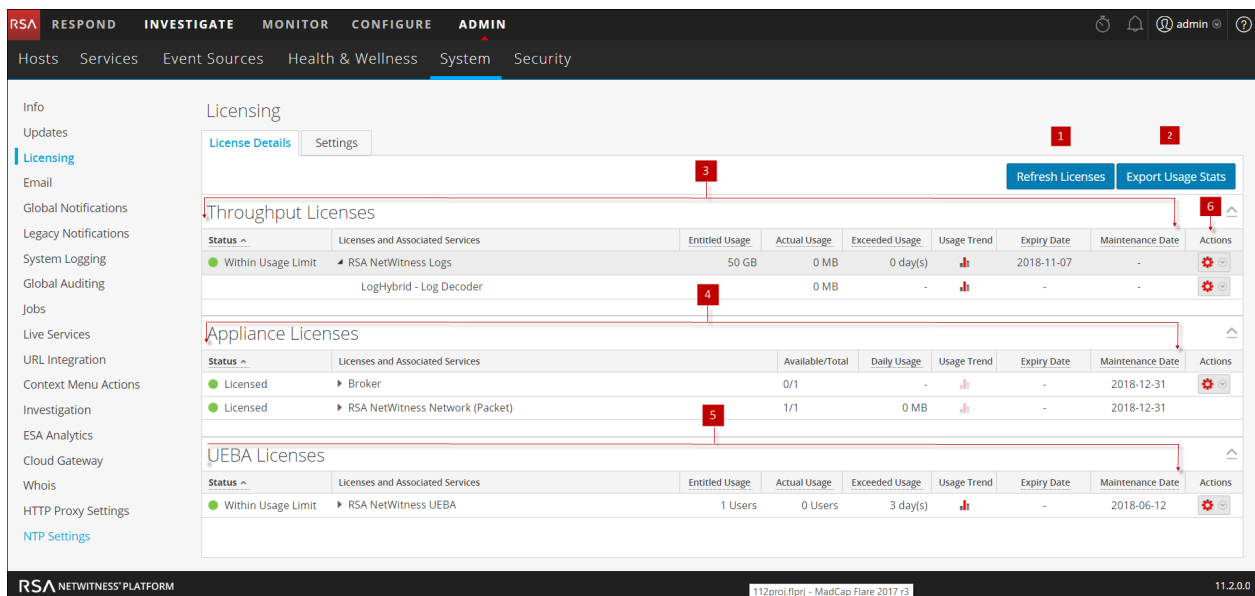 RSA RESPOND INVESTIGATE MONITOR CONFIGURE ADMIN admin ?
Hosts Services Event Sources Health & Wellness System Security
Info
Updates
Licensing
Email
Global Notifications
Legacy Notifications
System Logging
Global Auditing
Jobs
Live Services
URL Integration
Context Menu Actions
Investigation
ESA Analytics
Cloud Gateway
Whois
HTTP Proxy Settings
NTP Settings
Licensing
License Details Settings
1 2
3
Refresh Licenses Export Usage Stats
Throughput Licenses 6
Status Licenses and Associated Services Entitled Usage Actual Usage Exceeded Usage Usage Trend Expiry Date Maintenance Date Actions
Within Usage Limit RSA NetWitness Logs 50 GB 0 MB 0 day(s) 2018-11-07 -
LogHybrid - Log Decoder 0 MB - - -
4
Appliance Licenses
Status Licenses and Associated Services Available/Total Daily Usage Usage Trend Expiry Date Maintenance Date Actions
Licensed Broker 0/1 - - 2018-12-31
Licensed RSA NetWitness Network (Packet) 1/1 0 MB - 2018-12-31
5
UEBA Licenses
Status Licenses and Associated Services Entitled Usage Actual Usage Exceeded Usage Usage Trend Expiry Date Maintenance Date Actions
Within Usage Limit RSA NetWitness UEBA 1 Users 0 Users 3 day(s) - 2018-06-12
RSA NETWITNESS® PLATFORM 112proj.flprj - MadCap Flare 2017 r3 11.2.0.0